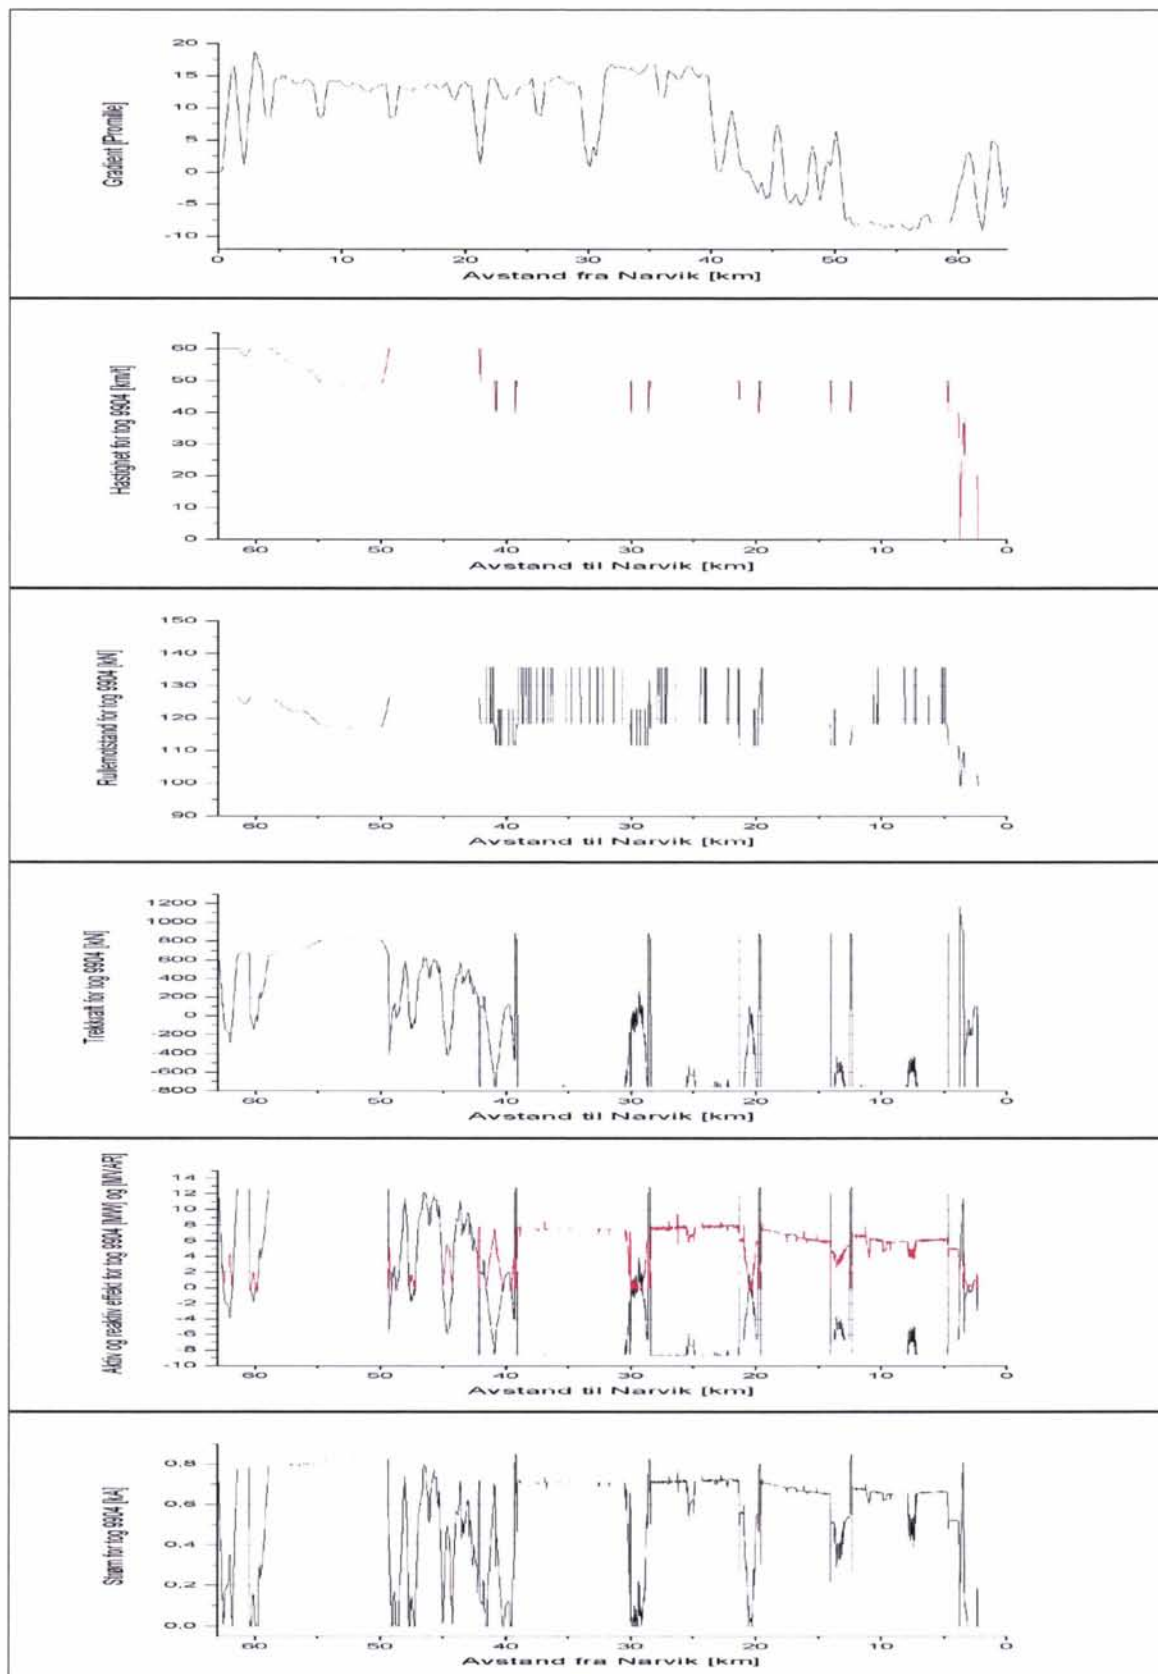 Gradient [Promille]
20
15
10
5
0
-5
-10
0 10 20 30 40 50 60
Avstand fra Narvik [km]
Hastighet for tog 9904 [km/t]
60
50
40
30
20
10
0
60 50 40 30 20 10 0
Avstand til Narvik [km]
Rullemotstand for tog 9904 [kN]
150
140
130
120
110
100
90
60 50 40 30 20 10 0
Avstand til Narvik [km]
Trekkraft for tog 9904 [kN]
1200
1000
800
600
400
200
0
-200
-400
-600
-800
60 50 40 30 20 10 0
Avstand til Narvik [km]
Aktiv og reaktiv effekt for tog 9904 [MW] og [MVAR]
14
12
10
8
6
4
2
0
-2
-4
-6
-8
-10
60 50 40 30 20 10 0
Avstand til Narvik [km]
Strøm for tog 9904 [kA]
0.8
0.6
0.4
0.2
0.0
60 50 40 30 20 10 0
Avstand fra Narvik [km]